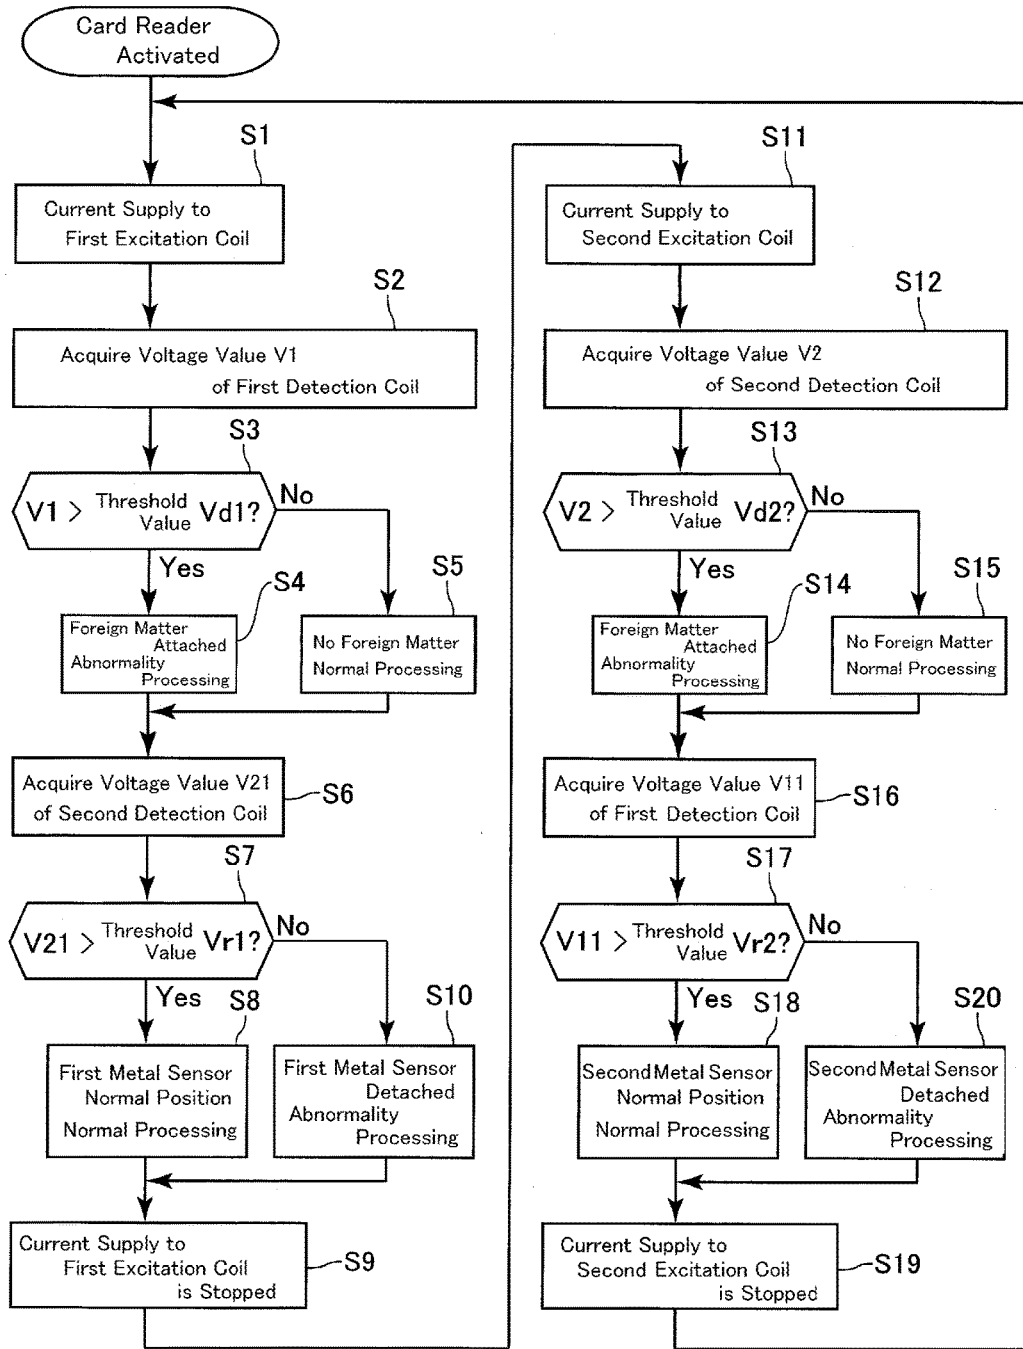 Card Reader
Activated
S1
Current Supply to
First Excitation Coil
S2
Acquire Voltage Value V1
of First Detection Coil
S3
V1 > Threshold Value Vd1?
No
Yes
S4
Foreign Matter
Attached
Abnormality
Processing
S5
No Foreign Matter
Normal Processing
Acquire Voltage Value V21
of Second Detection Coil
S6
S7
V21 > Threshold Value Vr1?
No
Yes
S8
First Metal Sensor
Normal Position
Normal Processing
S10
First Metal Sensor
Detached
Abnormality
Processing
Current Supply to
First Excitation Coil
is Stopped
S9
S11
Current Supply to
Second Excitation Coil
S12
Acquire Voltage Value V2
of Second Detection Coil
S13
V2 > Threshold Value Vd2?
No
Yes
S14
Foreign Matter
Attached
Abnormality
Processing
S15
No Foreign Matter
Normal Processing
Acquire Voltage Value V11
of First Detection Coil
S16
S17
V11 > Threshold Value Vr2?
No
Yes
S18
Second Metal Sensor
Normal Position
Normal Processing
S20
Second Metal Sensor
Detached
Abnormality
Processing
Current Supply to
Second Excitation Coil
is Stopped
S19